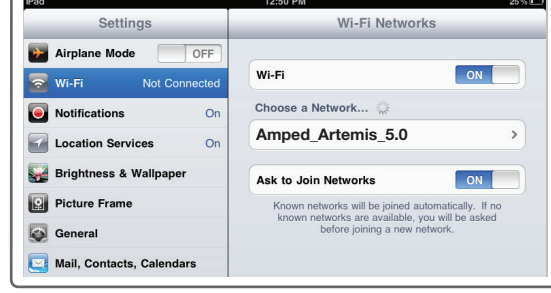 iPad 12:50 PM 25%
Settings
Airplane Mode OFF
Wi-Fi Not Connected
Notifications On
Location Services On
Brightness & Wallpaper
Picture Frame
General
Mail, Contacts, Calendars
Wi-Fi Networks
Wi-Fi ON
Choose a Network...
Amped_Artemis_5.0
Ask to Join Networks ON
Known networks will be joined automatically. If no
known networks are available, you will be asked
before joining a new network.